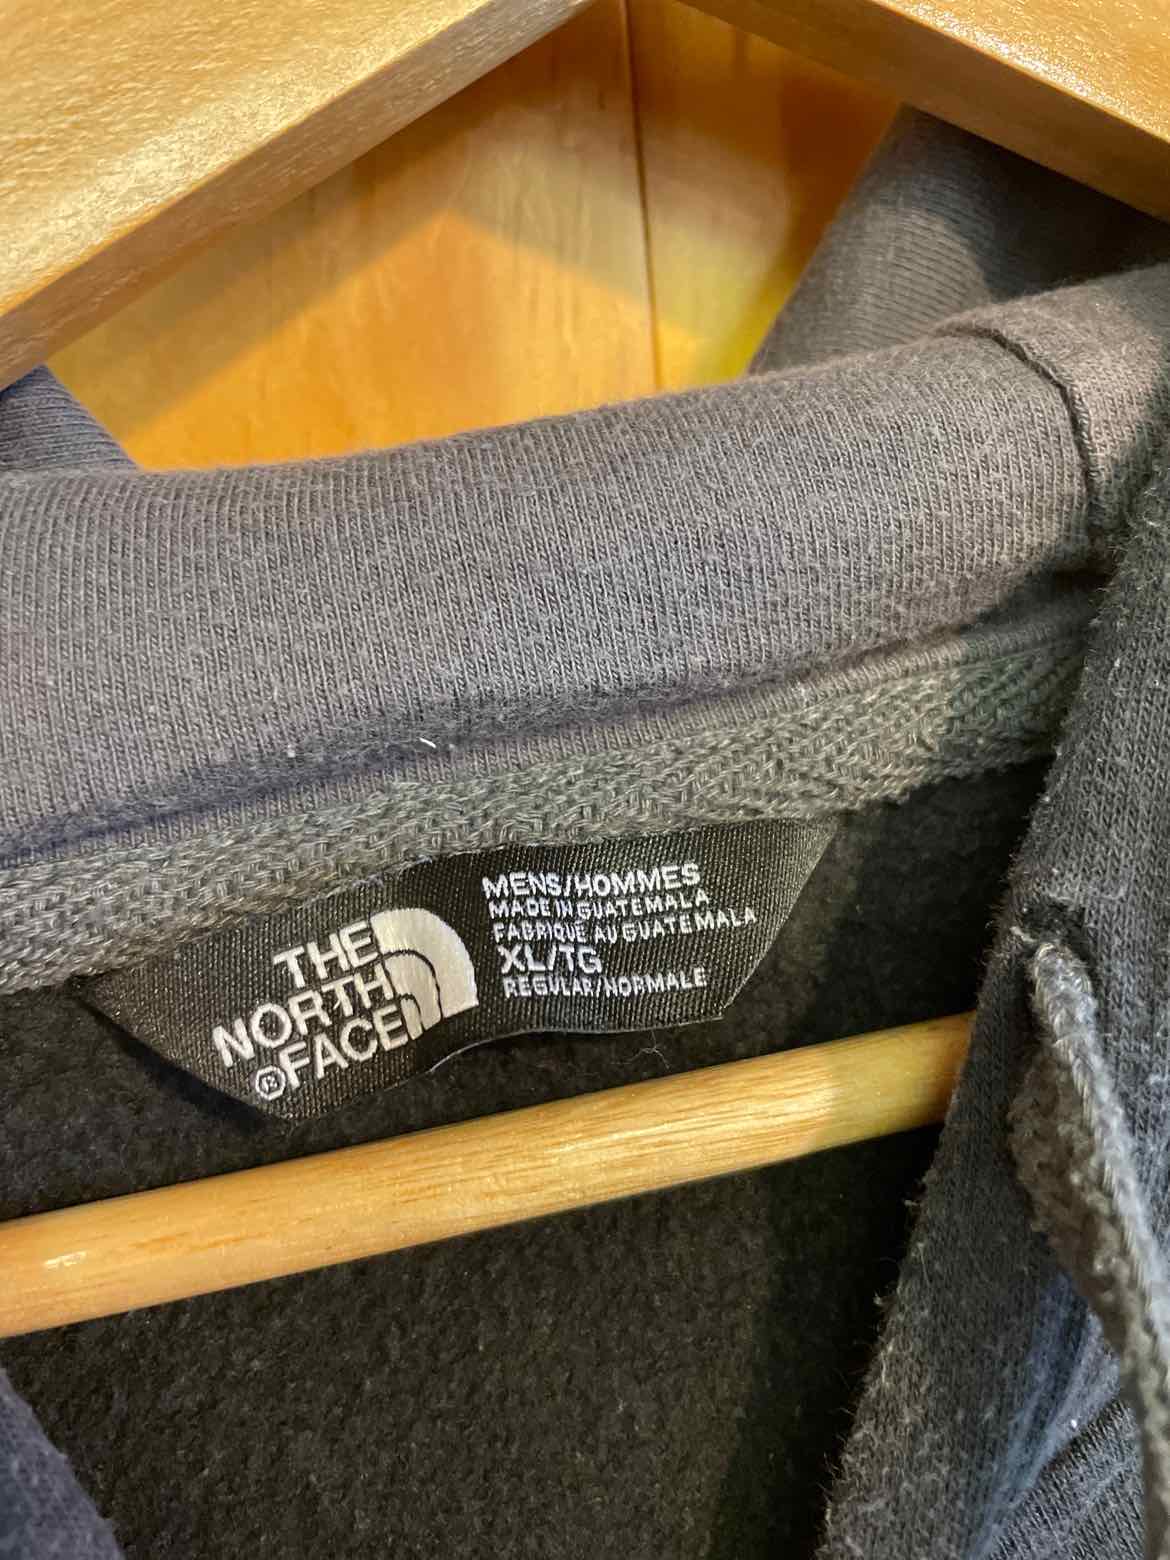 THE
NORTH
FACE
®
MENS/HOMMES
MADE IN GUATEMALA
FABRIQUE AU GUATEMALA
XL/TG
REGULAR/NORMALE